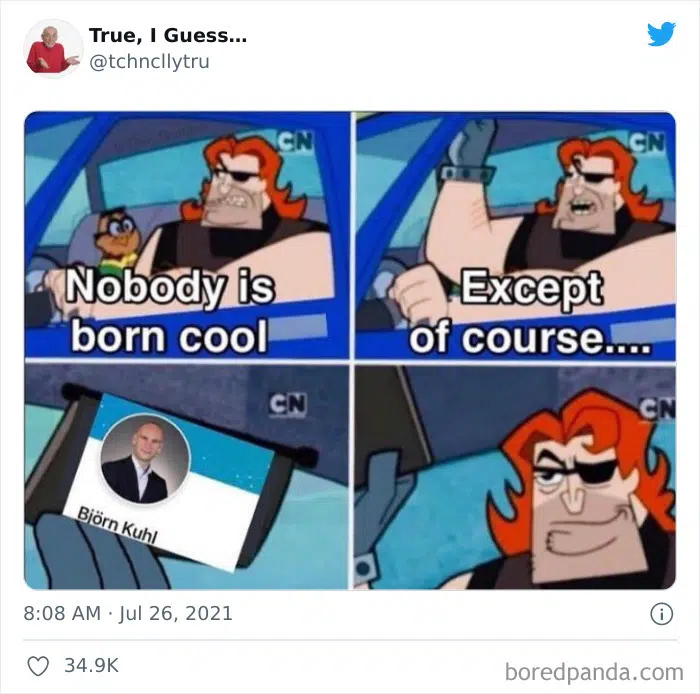 True, I Guess...
@tchncllytru
CN
CN
Nobody is
born cool
Except
of course....
CN
CN
Björn Kuhl
8:08 AM · Jul 26, 2021
34.9K
boredpanda.com